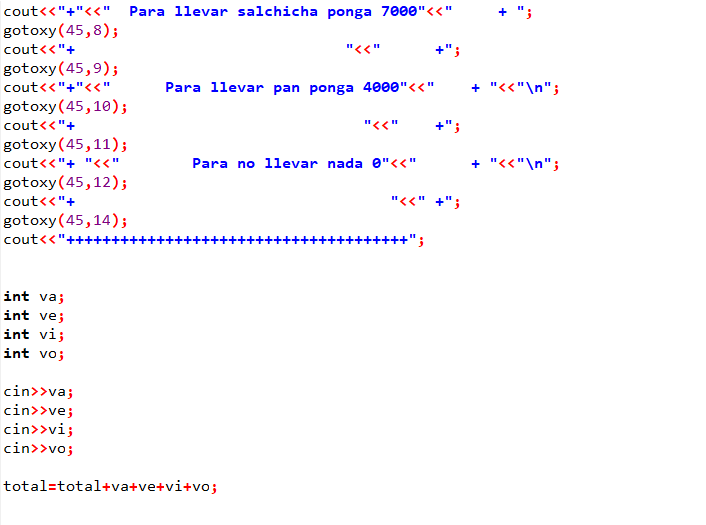 cout<<"+"<<"  Para llevar salchicha ponga 7000"<<"     + ";
gotoxy(45,8);
cout<<"+                              "<<"      +";
gotoxy(45,9);
cout<<"+"<<"      Para llevar pan ponga 4000"<<"    + "<<"\n";
gotoxy(45,10);
cout<<"+                                "<<"    +";
gotoxy(45,11);
cout<<"+ "<<"        Para no llevar nada 0"<<"      + "<<"\n";
gotoxy(45,12);
cout<<"+                                   "<<" +";
gotoxy(45,14);
cout<<"++++++++++++++++++++++++++++++++++++++";
int va;
int ve;
int vi;
int vo;
cin>>va;
cin>>ve;
cin>>vi;
cin>>vo;
total=total+va+ve+vi+vo;